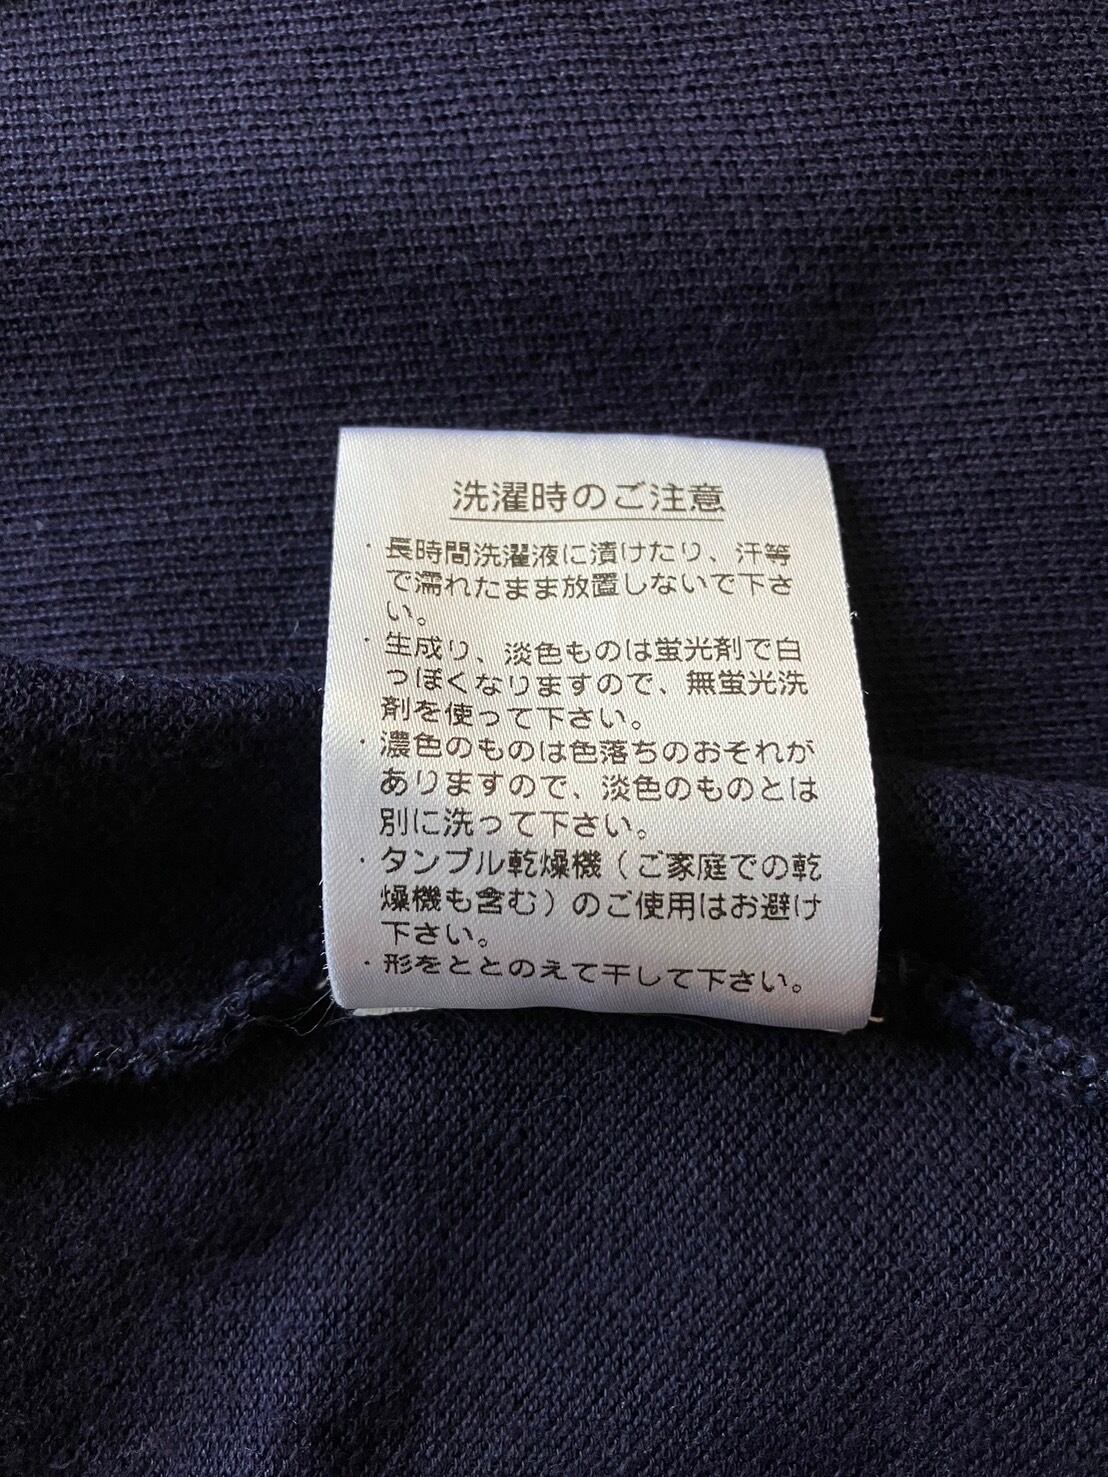 洗濯時のご注意
・長時間洗濯液に漬けたり、汗等
で濡れたまま放置しないで下さ
い。
・生成り、淡色ものは蛍光剤で白
っぽくなりますので、無蛍光洗
剤を使って下さい。
・濃色のものは色落ちのおそれが
ありますので、淡色のものとは
別に洗って下さい。
・タンブル乾燥機（ご家庭での乾
燥機も含む）のご使用はお避け
下さい。
・形をととのえて干して下さい。